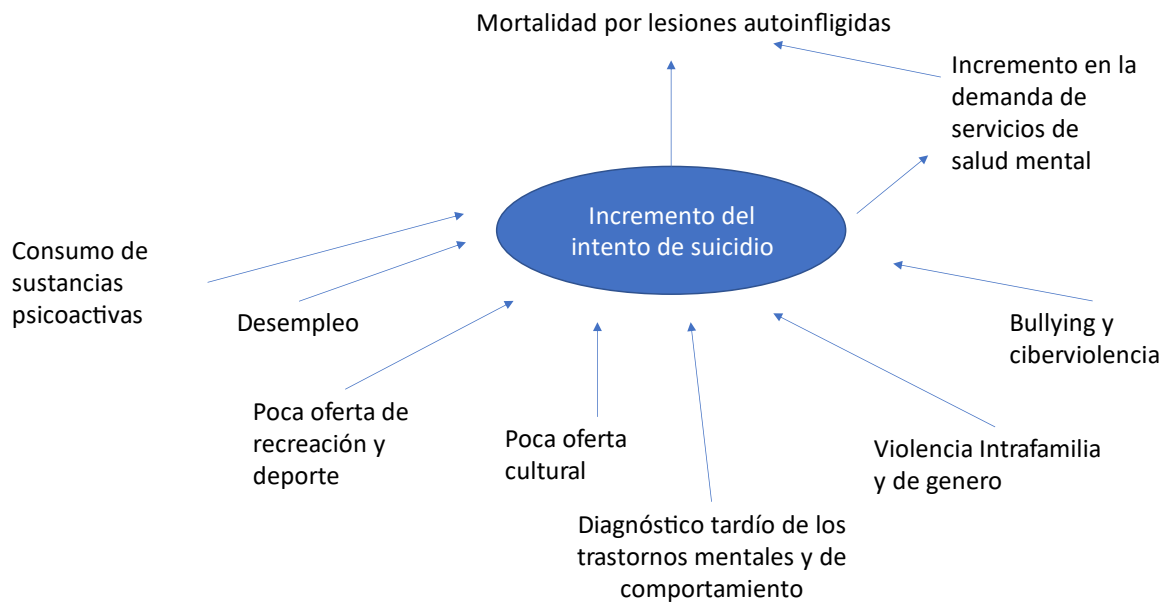 Mortalidad por lesiones autoinfligidas
Incremento en la
demanda de
servicios de
salud mental
Incremento del
intento de suicidio
Consumo de
sustancias
psicoactivas
Desempleo
Bullying y
ciberviolencia
Poca oferta de
recreación y
deporte
Poca oferta
cultural
Violencia Intrafamilia
y de genero
Diagnóstico tardío de los
trastornos mentales y de
comportamiento